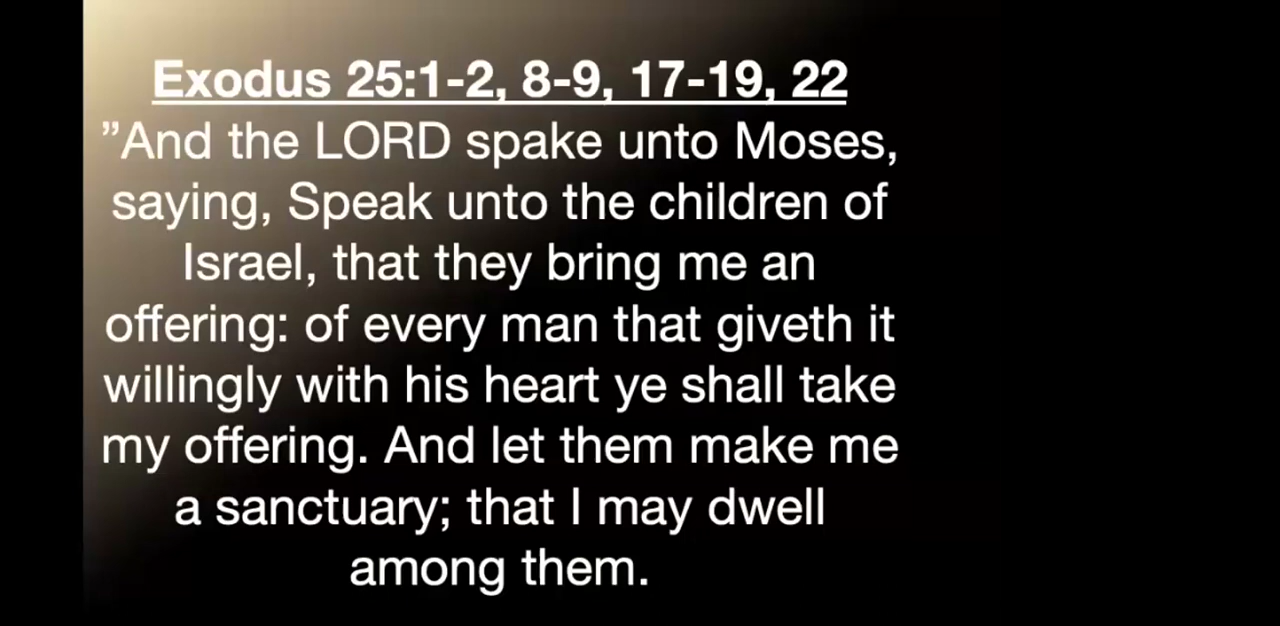 Exodus 25:1-2, 8-9, 17-19, 22
”And the LORD spake unto Moses,
saying, Speak unto the children of
Israel, that they bring me an
offering: of every man that giveth it
willingly with his heart ye shall take
my offering. And let them make me
a sanctuary; that I may dwell
among them.